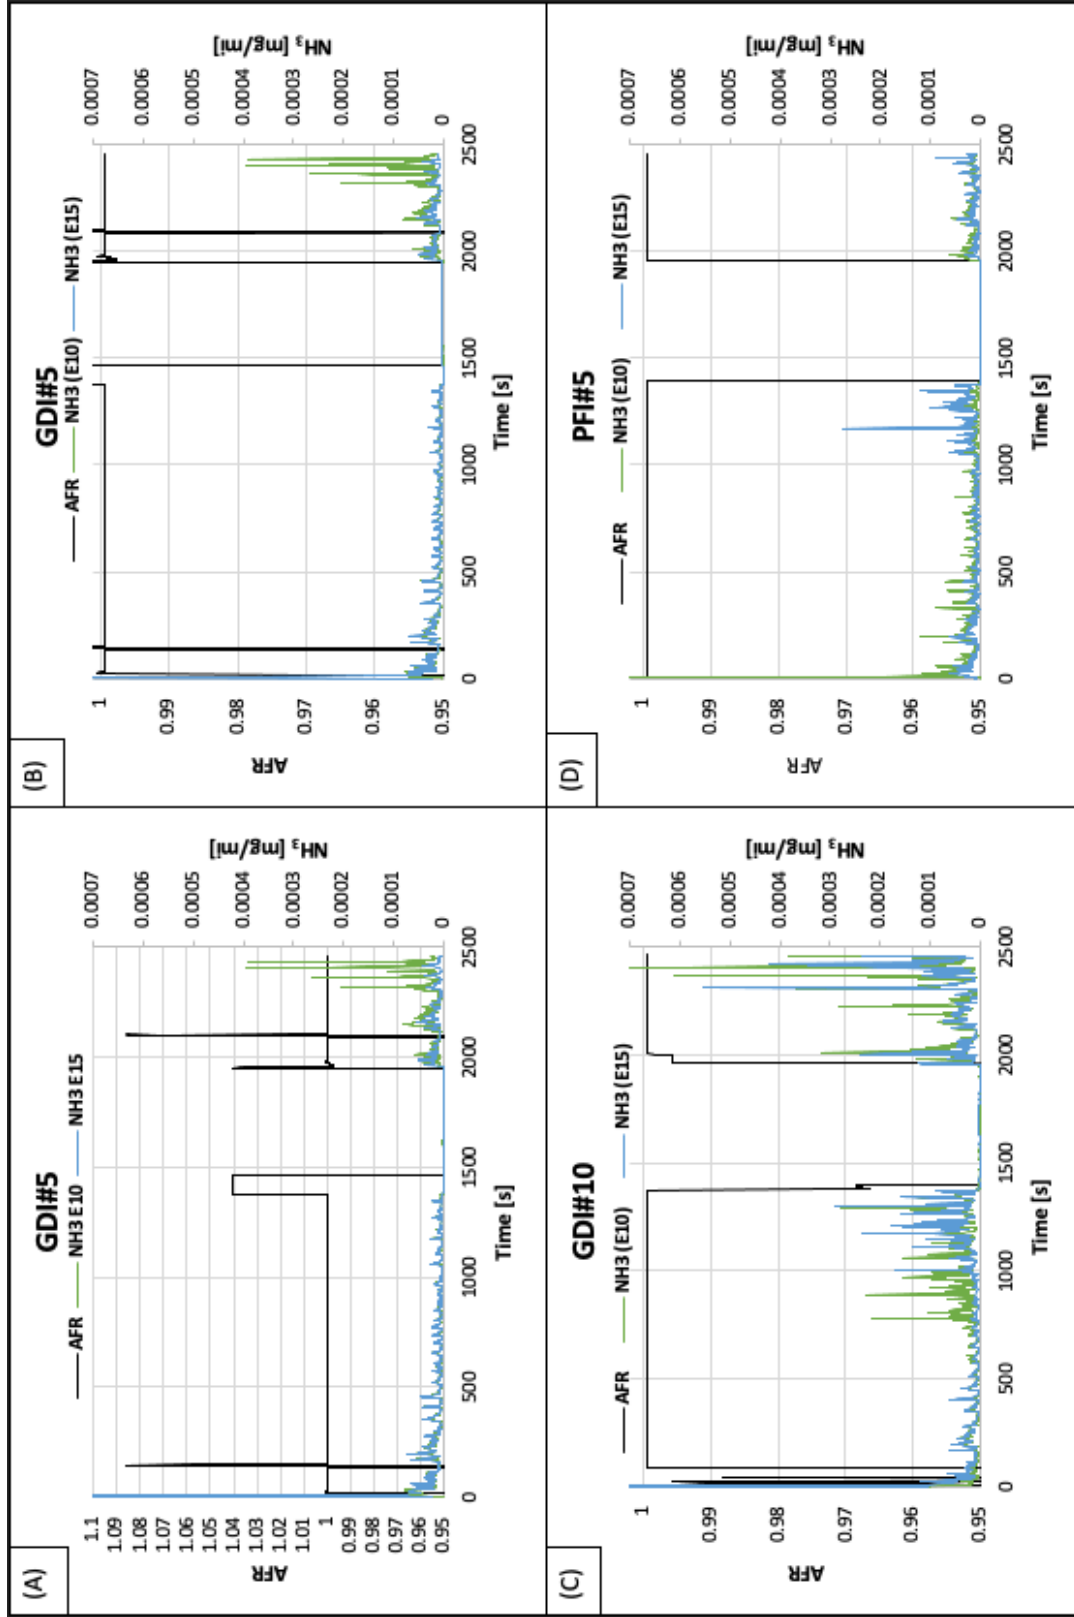 (A)
GDI#5
AFR NH3 E10 NH3 E15
1.1
1.09
1.08
1.07
1.06
1.05
1.04
1.03
1.02
1.01
1
0.99
0.98
0.97
0.96
0.95
AFR
0.0007
0.0006
0.0005
0.0004
0.0003
0.0002
0.0001
0
NH₃ [mg/mi]
0 500 1000 1500 2000 2500
Time [s]
(B)
GDI#5
AFR NH3 (E10) NH3 (E15)
1
0.99
0.98
0.97
0.96
0.95
AFR
0.0007
0.0006
0.0005
0.0004
0.0003
0.0002
0.0001
0
NH₃ [mg/mi]
0 500 1000 1500 2000 2500
Time [s]
(C)
GDI#10
AFR NH3 (E10) NH3 (E15)
1
0.99
0.98
0.97
0.96
0.95
AFR
0.0007
0.0006
0.0005
0.0004
0.0003
0.0002
0.0001
0
NH₃ [mg/mi]
0 500 1000 1500 2000 2500
Time [s]
(D)
PFI#5
AFR NH3 (E10) NH3 (E15)
1
0.99
0.98
0.97
0.96
0.95
AFR
0.0007
0.0006
0.0005
0.0004
0.0003
0.0002
0.0001
0
NH₃ [mg/mi]
0 500 1000 1500 2000 2500
Time [s]